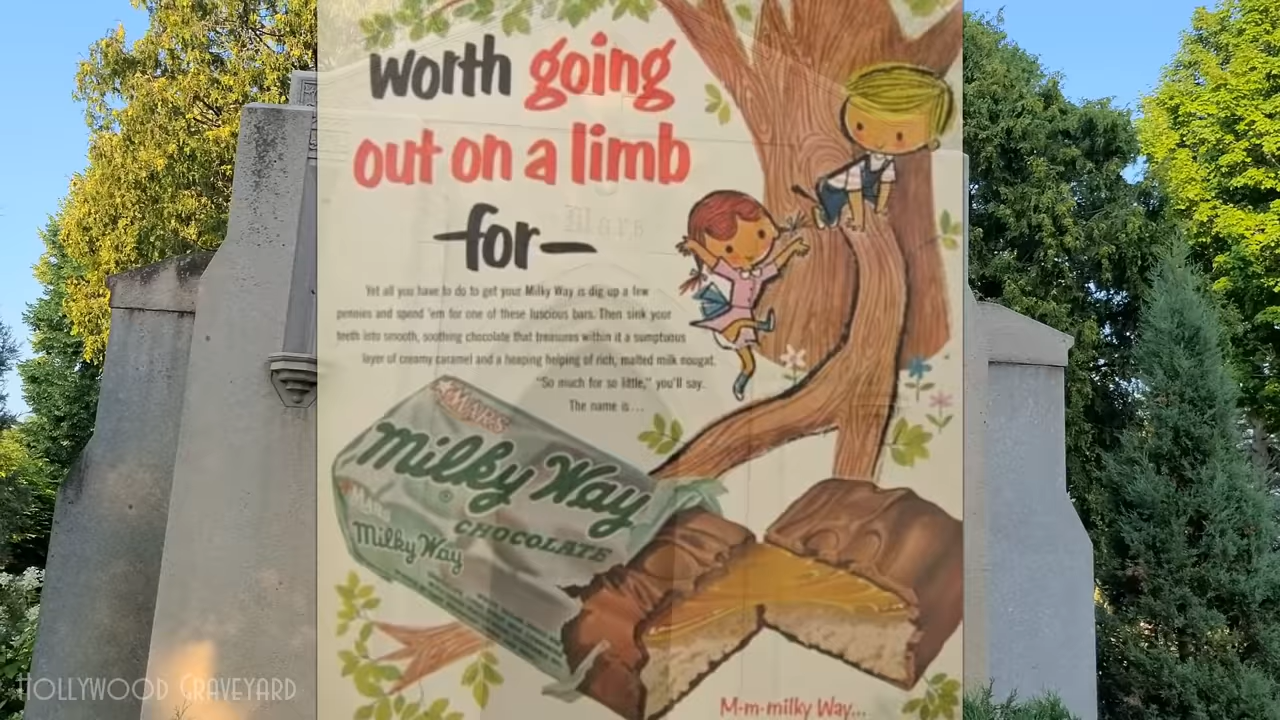 worth going
out on a limb
-for-
Mars
Yet all you have to do to get your Milky Way is dig up a few
pennies and spend 'em for one of these luscious bars. Then sink your
teeth into smooth, soothing chocolate that treasures within it a sumptuous
layer of creamy caramel and a heaping helping of rich, malted milk nougat.
"So much for so little," you'll say.
The name is...
MARS
Milky Way
®
CHOCOLATE
Milky Way
M-m-milky Way...
HOLLYWOOD GRAVEYARD